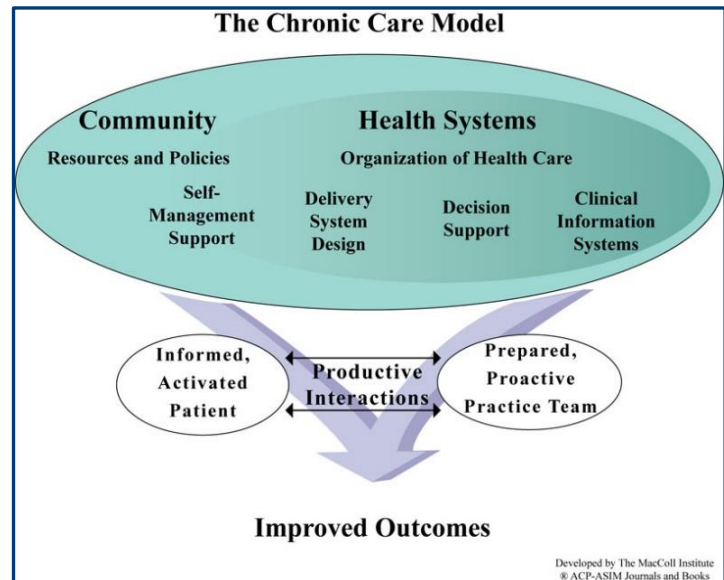 The Chronic Care Model
Community
Resources and Policies
Health Systems
Organization of Health Care
Self-
Management
Support
Delivery
System
Design
Decision
Support
Clinical
Information
Systems
Informed,
Activated
Patient
Productive
Interactions
Prepared,
Proactive
Practice Team
Improved Outcomes
Developed by The MacColl Institute
® ACP-ASIM Journals and Books